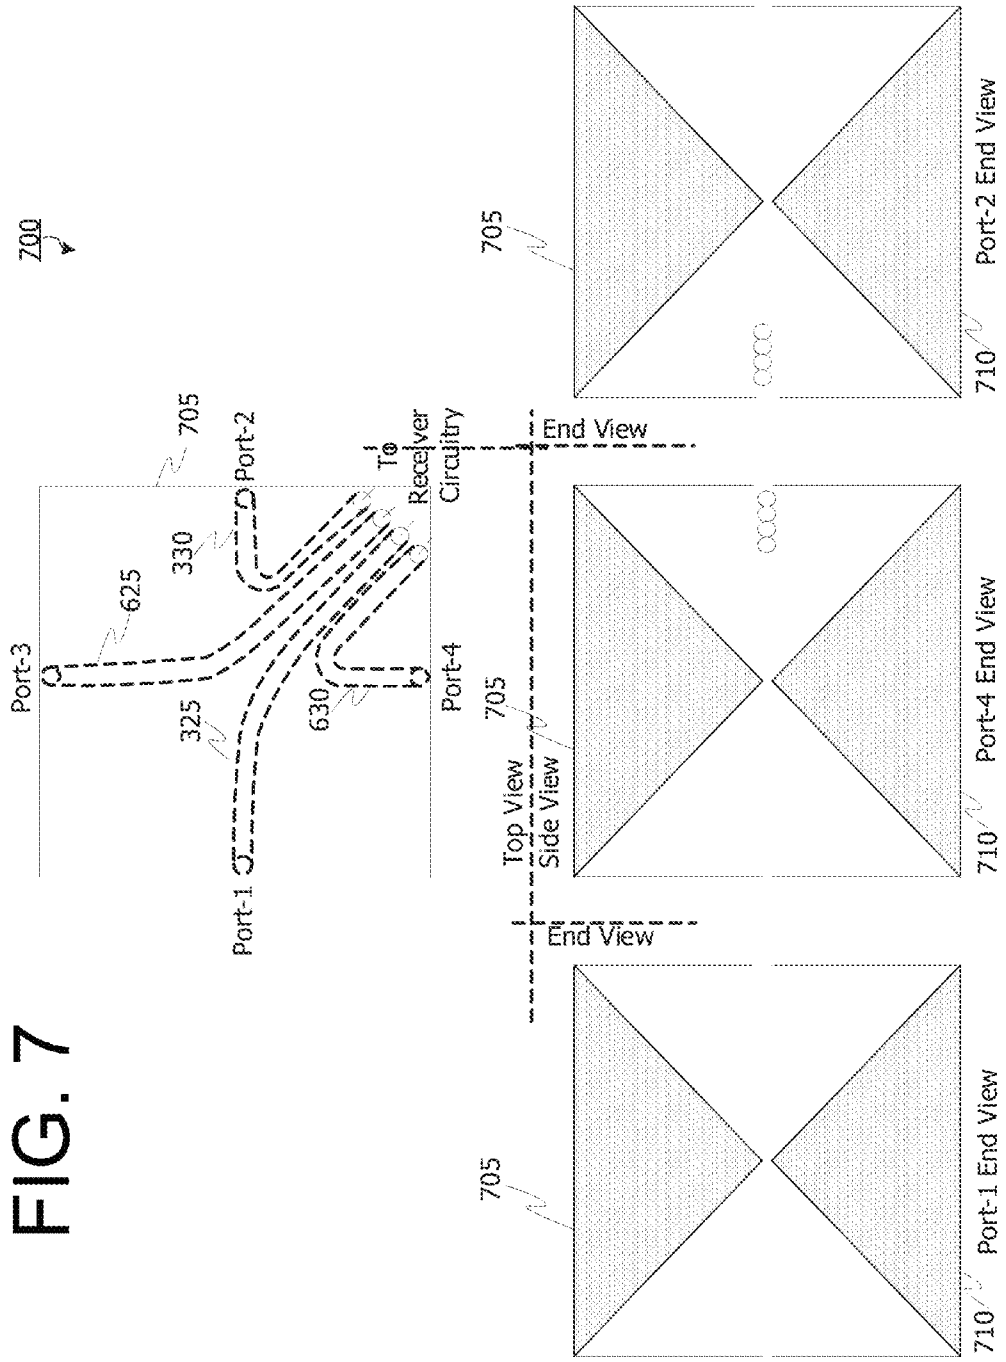 FIG. 7
700
Port-3
625
330
705
Port-2
325
630
Port-1
Port-4
To
Receiver
Circuitry
Top View
Side View
End View
End View
705
705
705
710
710
710
Port-1 End View
Port-4 End View
Port-2 End View